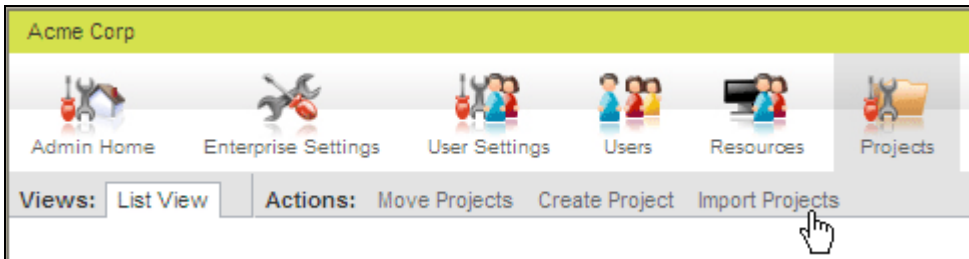 Acme Corp
Admin Home Enterprise Settings User Settings Users Resources Projects
Views: List View Actions: Move Projects Create Project Import Projects